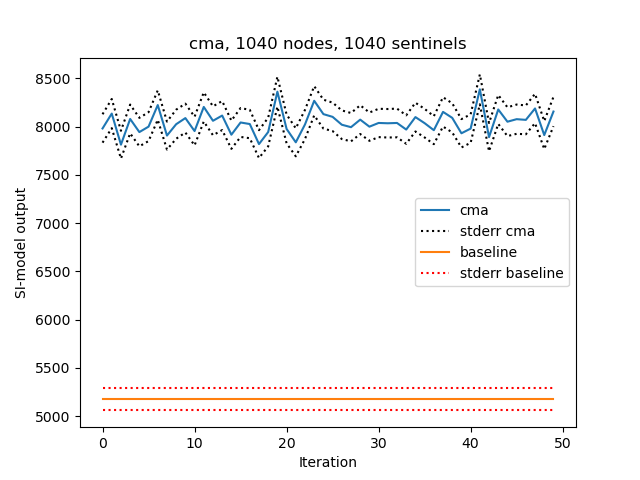 cma, 1040 nodes, 1040 sentinels
SI-model output
8500
8000
7500
7000
6500
6000
5500
5000
cma
stderr cma
baseline
stderr baseline
0
10
20
30
40
50
Iteration